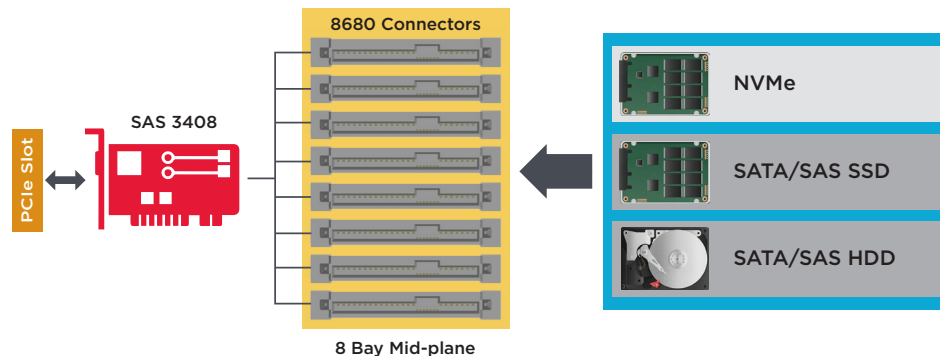 8680 Connectors
SAS 3408
PCIe Slot
NVMe
SATA/SAS SSD
SATA/SAS HDD
8 Bay Mid-plane